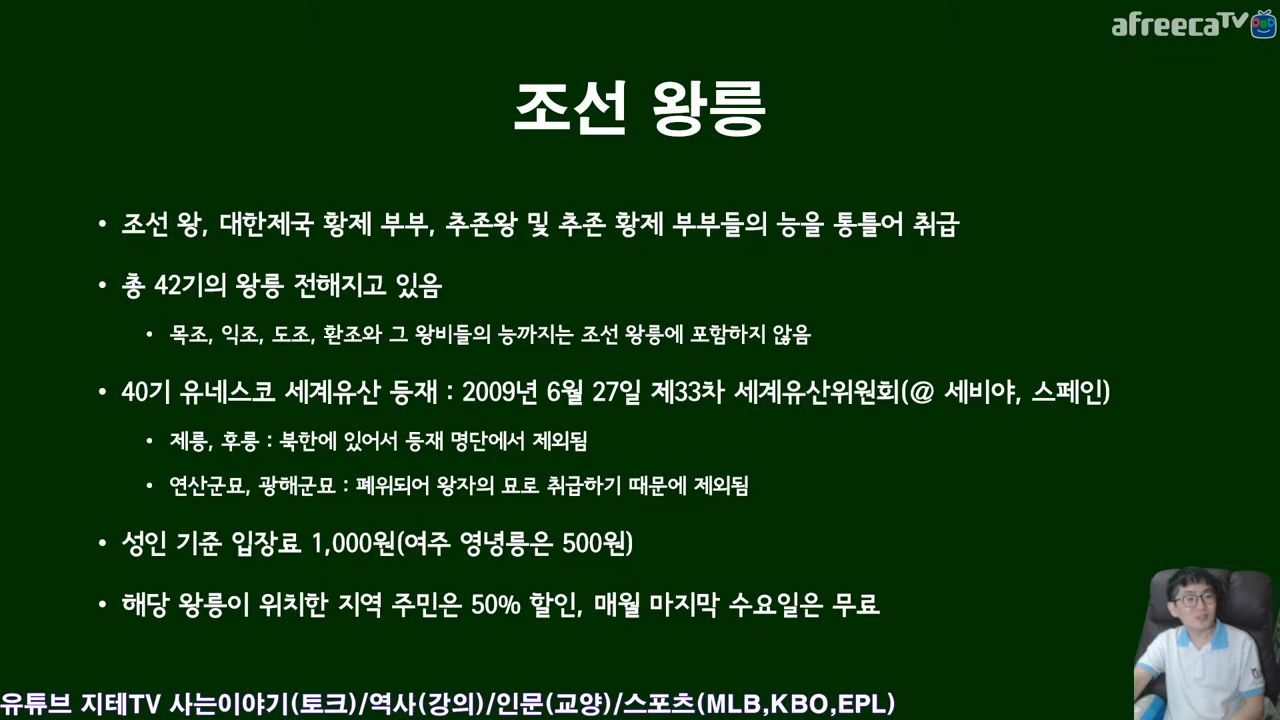 afreecaTV
조선 왕릉
• 조선 왕, 대한제국 황제 부부, 추존왕 및 추존 황제 부부들의 능을 통틀어 취급
• 총 42기의 왕릉 전해지고 있음
• 목조, 익조, 도조, 환조와 그 왕비들의 능까지는 조선 왕릉에 포함하지 않음
• 40기 유네스코 세계유산 등재 : 2009년 6월 27일 제33차 세계유산위원회(@ 세비야, 스페인)
• 제릉, 후릉 : 북한에 있어서 등재 명단에서 제외됨
• 연산군묘, 광해군묘 : 폐위되어 왕자의 묘로 취급하기 때문에 제외됨
• 성인 기준 입장료 1,000원(여주 영녕릉은 500원)
• 해당 왕릉이 위치한 지역 주민은 50% 할인, 매월 마지막 수요일은 무료
유튜브 지테TV 사는이야기(토크)/역사(강의)/인문(교양)/스포츠(MLB,KBO,EPL)